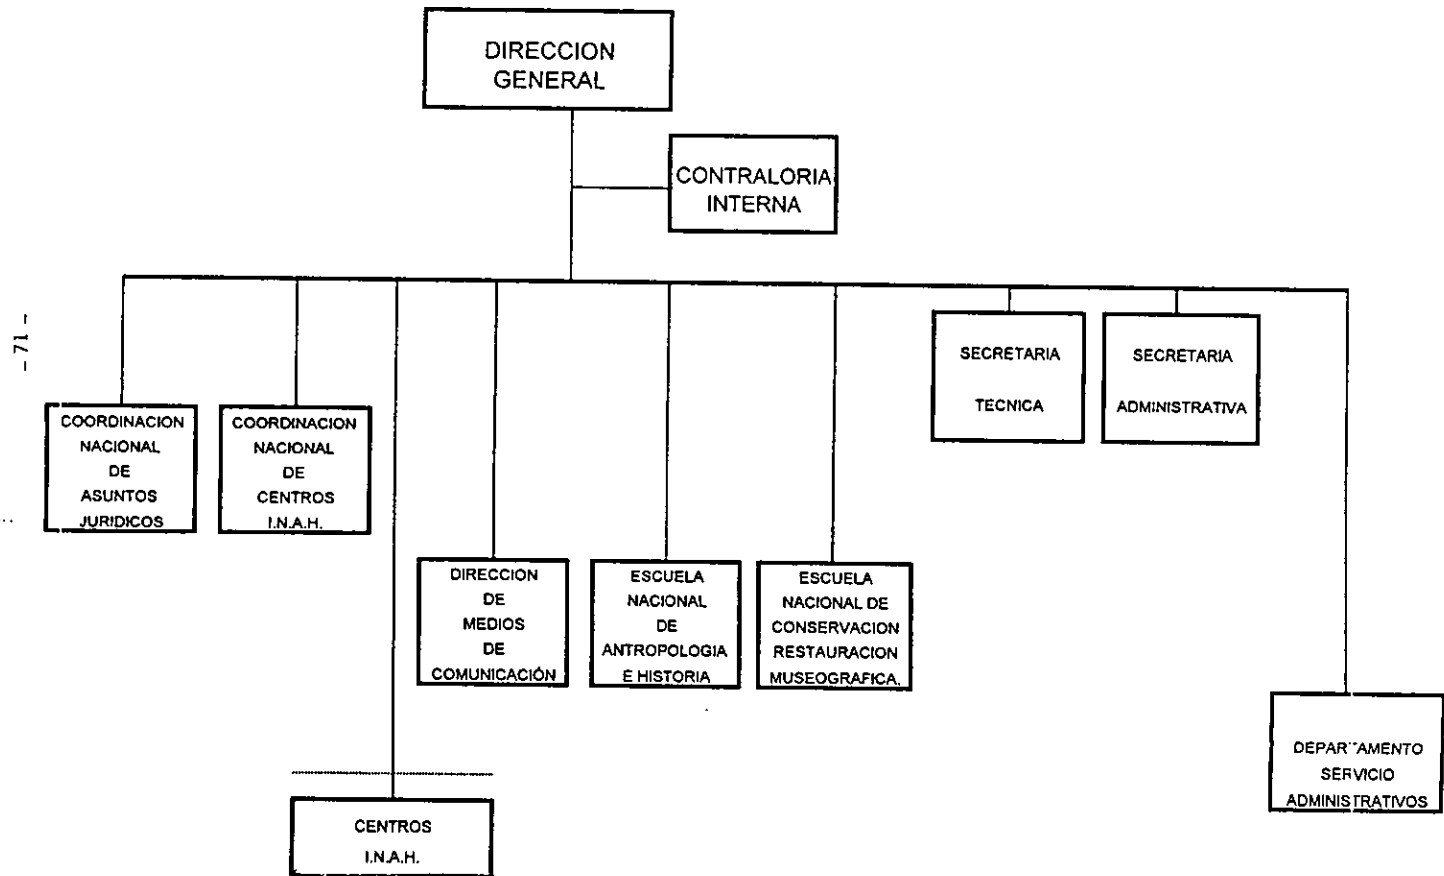 DIRECCION
GENERAL
CONTRALORIA
INTERNA
- 71 -
SECRETARIA
TECNICA
SECRETARIA
ADMINISTRATIVA
COORDINACION
NACIONAL
DE
ASUNTOS
JURIDICOS
COORDINACION
NACIONAL
DE
CENTROS
I.N.A.H.
DIRECCION
DE
MEDIOS
DE
COMUNICACIÓN
ESCUELA
NACIONAL
DE
ANTROPOLOGIA
E HISTORIA
ESCUELA
NACIONAL DE
CONSERVACION
RESTAURACION
MUSEOGRAFICA.
DEPARTAMENTO
SERVICIO
ADMINISTRATIVOS
CENTROS
I.N.A.H.